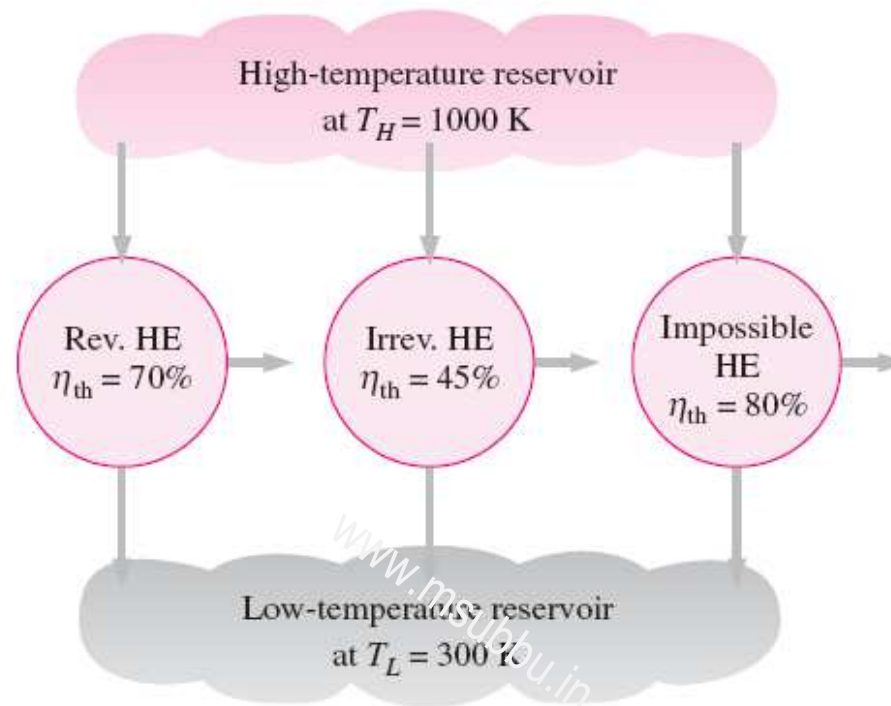 High-temperature reservoir
at T_H = 1000 K
Rev. HE
η_th = 70%
Irrev. HE
η_th = 45%
Impossible
HE
η_th = 80%
Low-temperature reservoir
at T_L = 300 K
www.msubbu.in